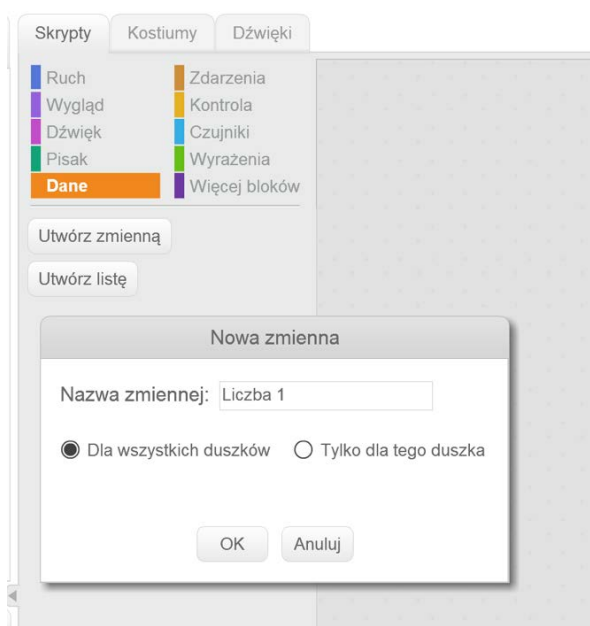 Skrypty Kostiumy Dźwięki
Ruch Zdarzenia
Wygląd Kontrola
Dźwięk Czujniki
Pisak Wyrażenia
Dane Więcej bloków
Utwórz zmienną
Utwórz listę
Nowa zmienna
Nazwa zmiennej: Liczba 1
Dla wszystkich duszków Tylko dla tego duszka
OK Anuluj